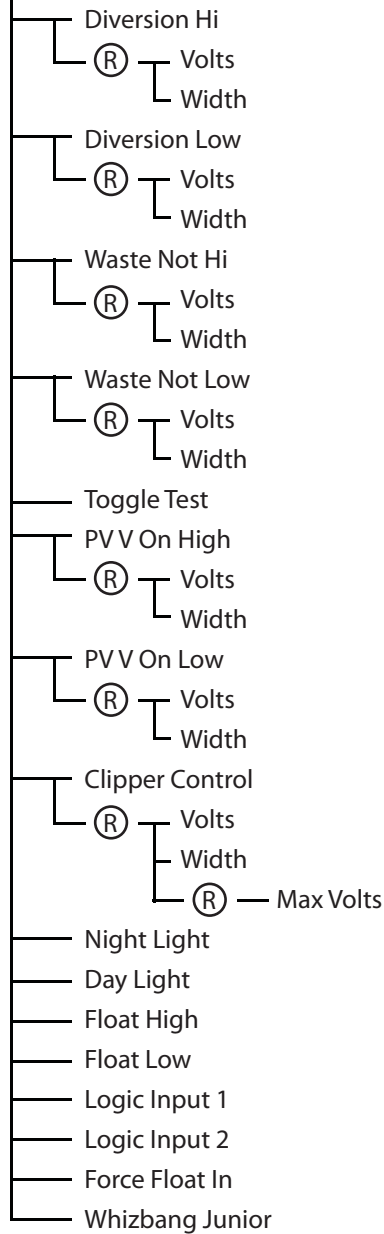 Diversion Hi
R Volts
Width
Diversion Low
R Volts
Width
Waste Not Hi
R Volts
Width
Waste Not Low
R Volts
Width
Toggle Test
PV V On High
R Volts
Width
PV V On Low
R Volts
Width
Clipper Control
R Volts
Width
R Max Volts
Night Light
Day Light
Float High
Float Low
Logic Input 1
Logic Input 2
Force Float In
Whizbang Junior